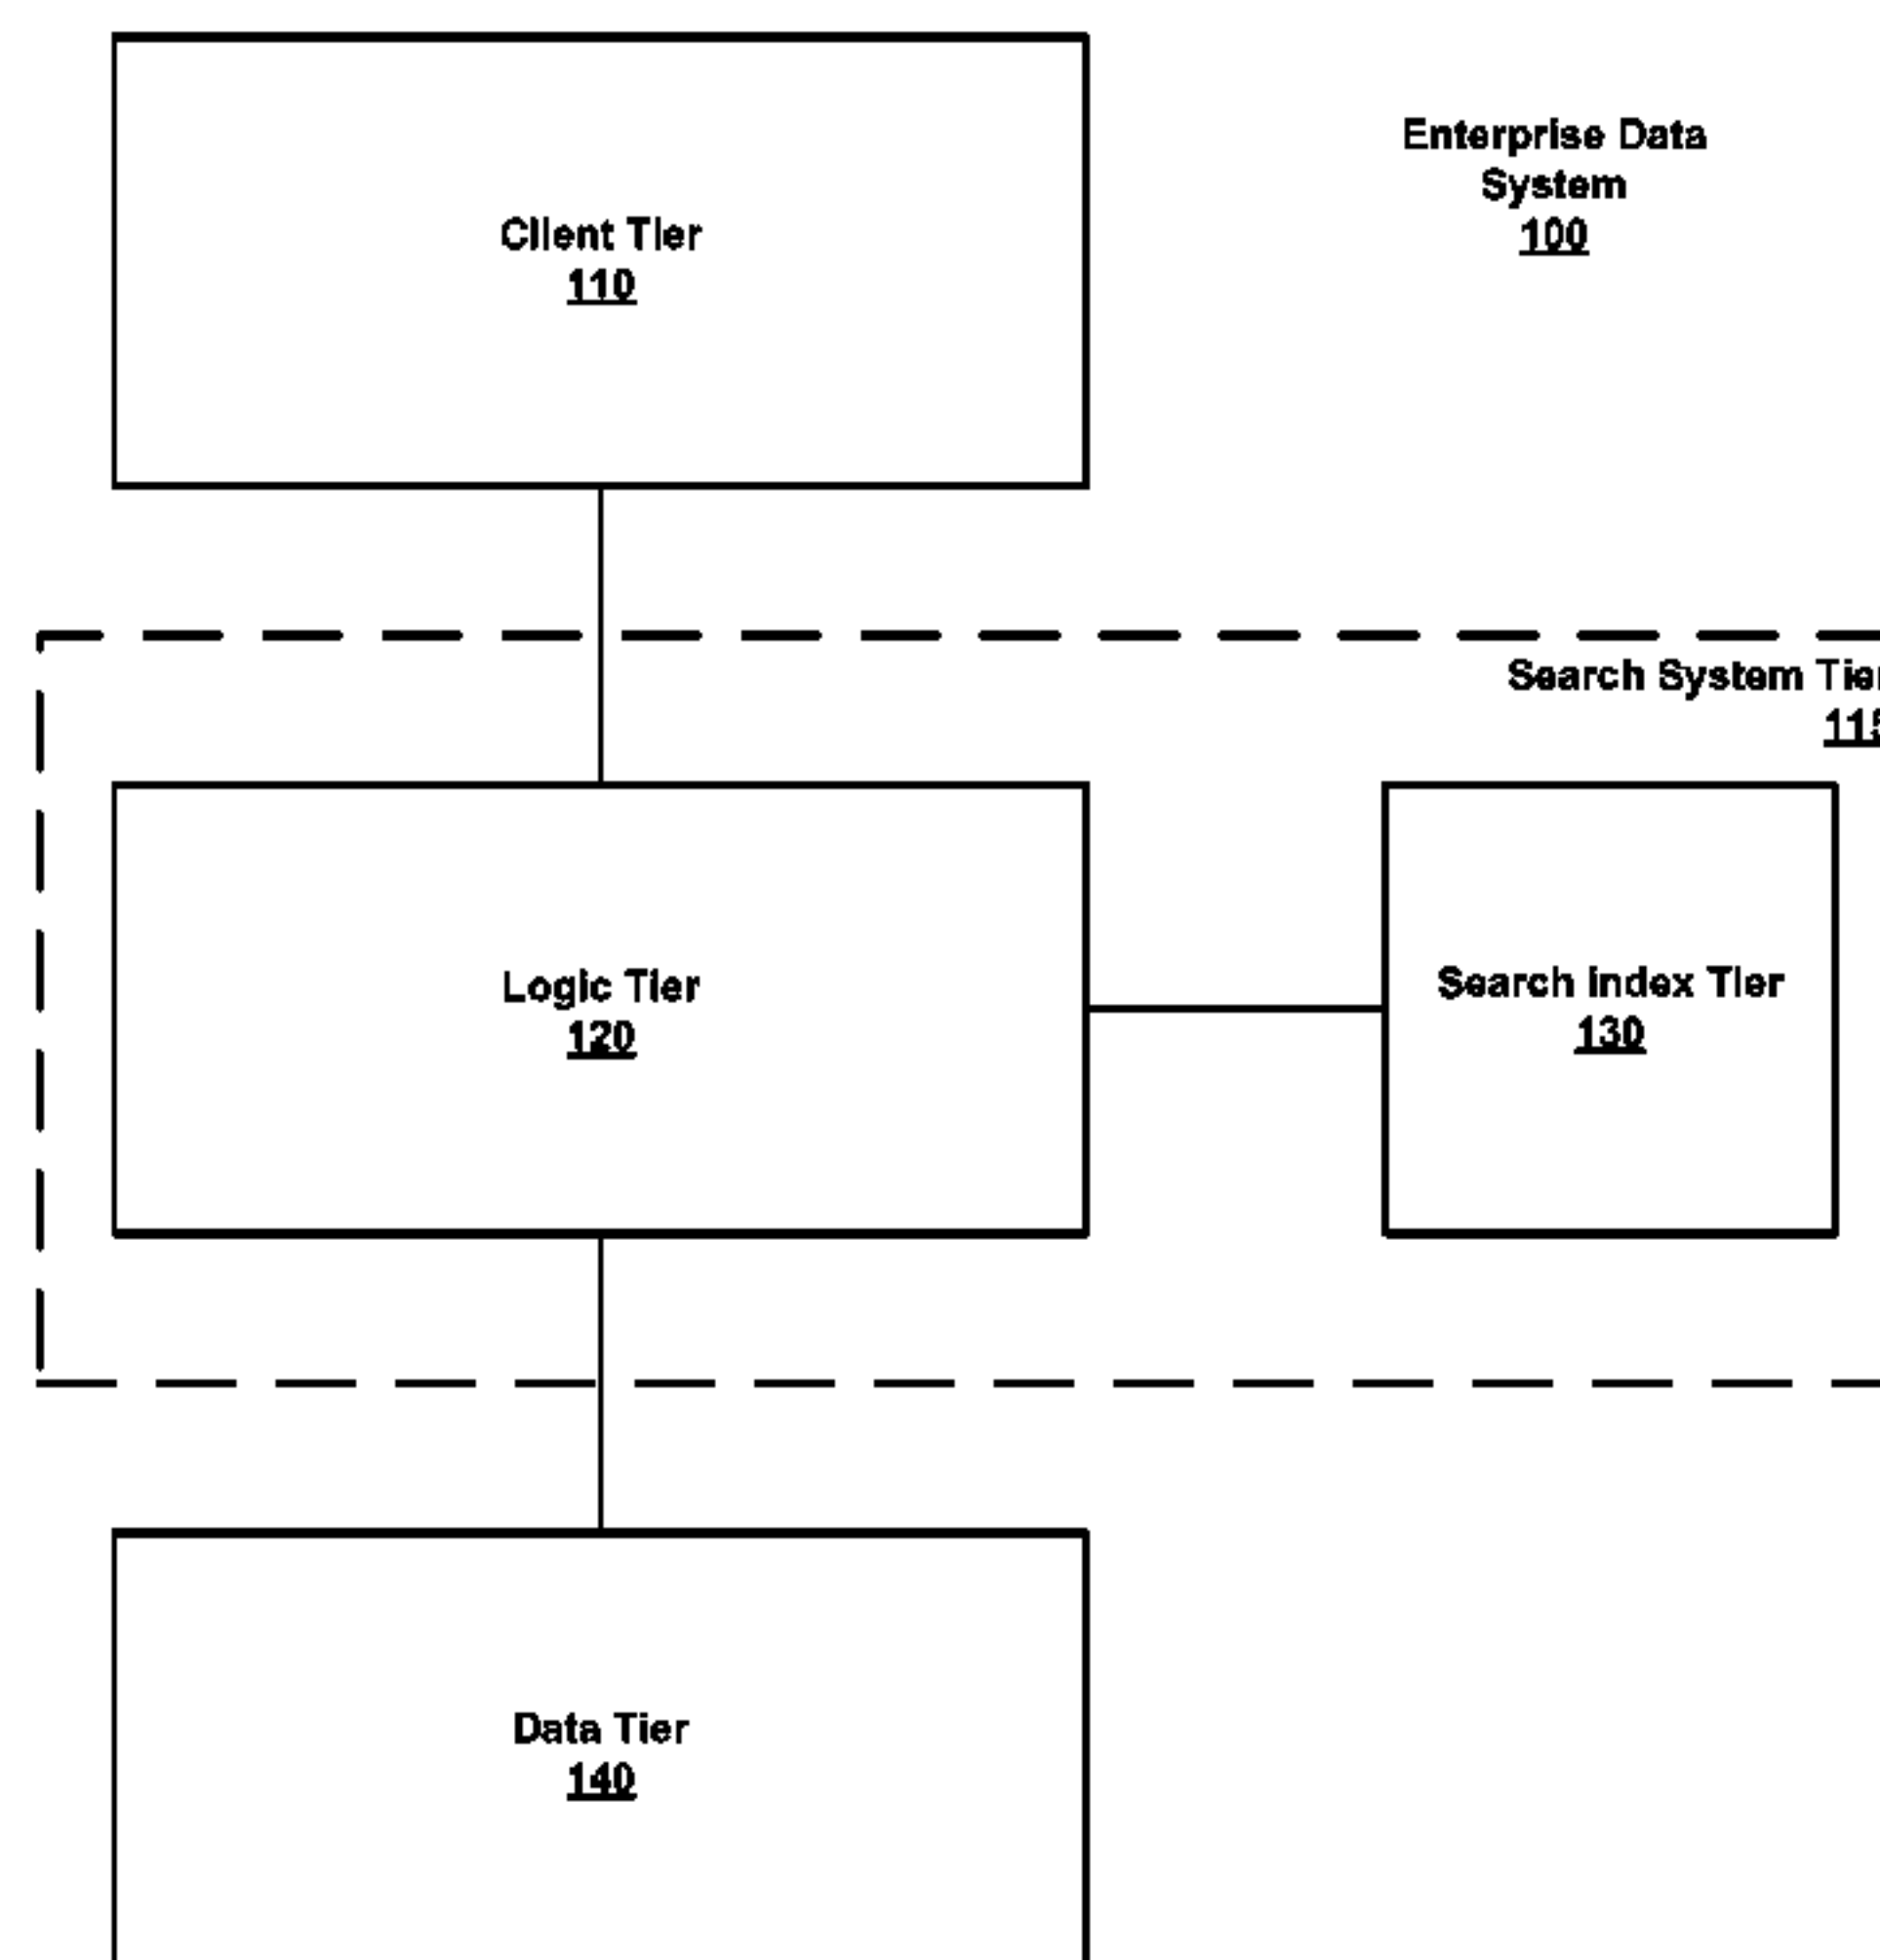 Enterprise Data
System
100
Client Tier
110
Search System Tier
115
Logic Tier
120
Search Index Tier
130
Data Tier
140